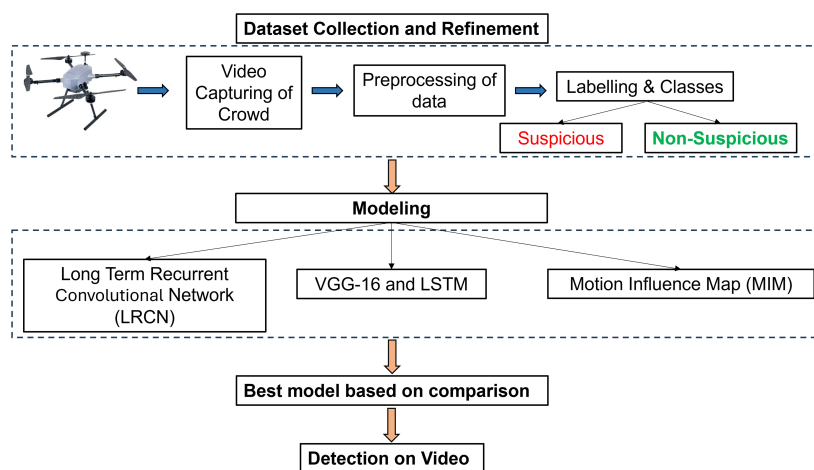 Dataset Collection and Refinement
Video
Capturing of
Crowd
Preprocessing of
data
Labelling & Classes
Suspicious
Non-Suspicious
Modeling
Long Term Recurrent
Convolutional Network
(LRCN)
VGG-16 and LSTM
Motion Influence Map (MIM)
Best model based on comparison
Detection on Video